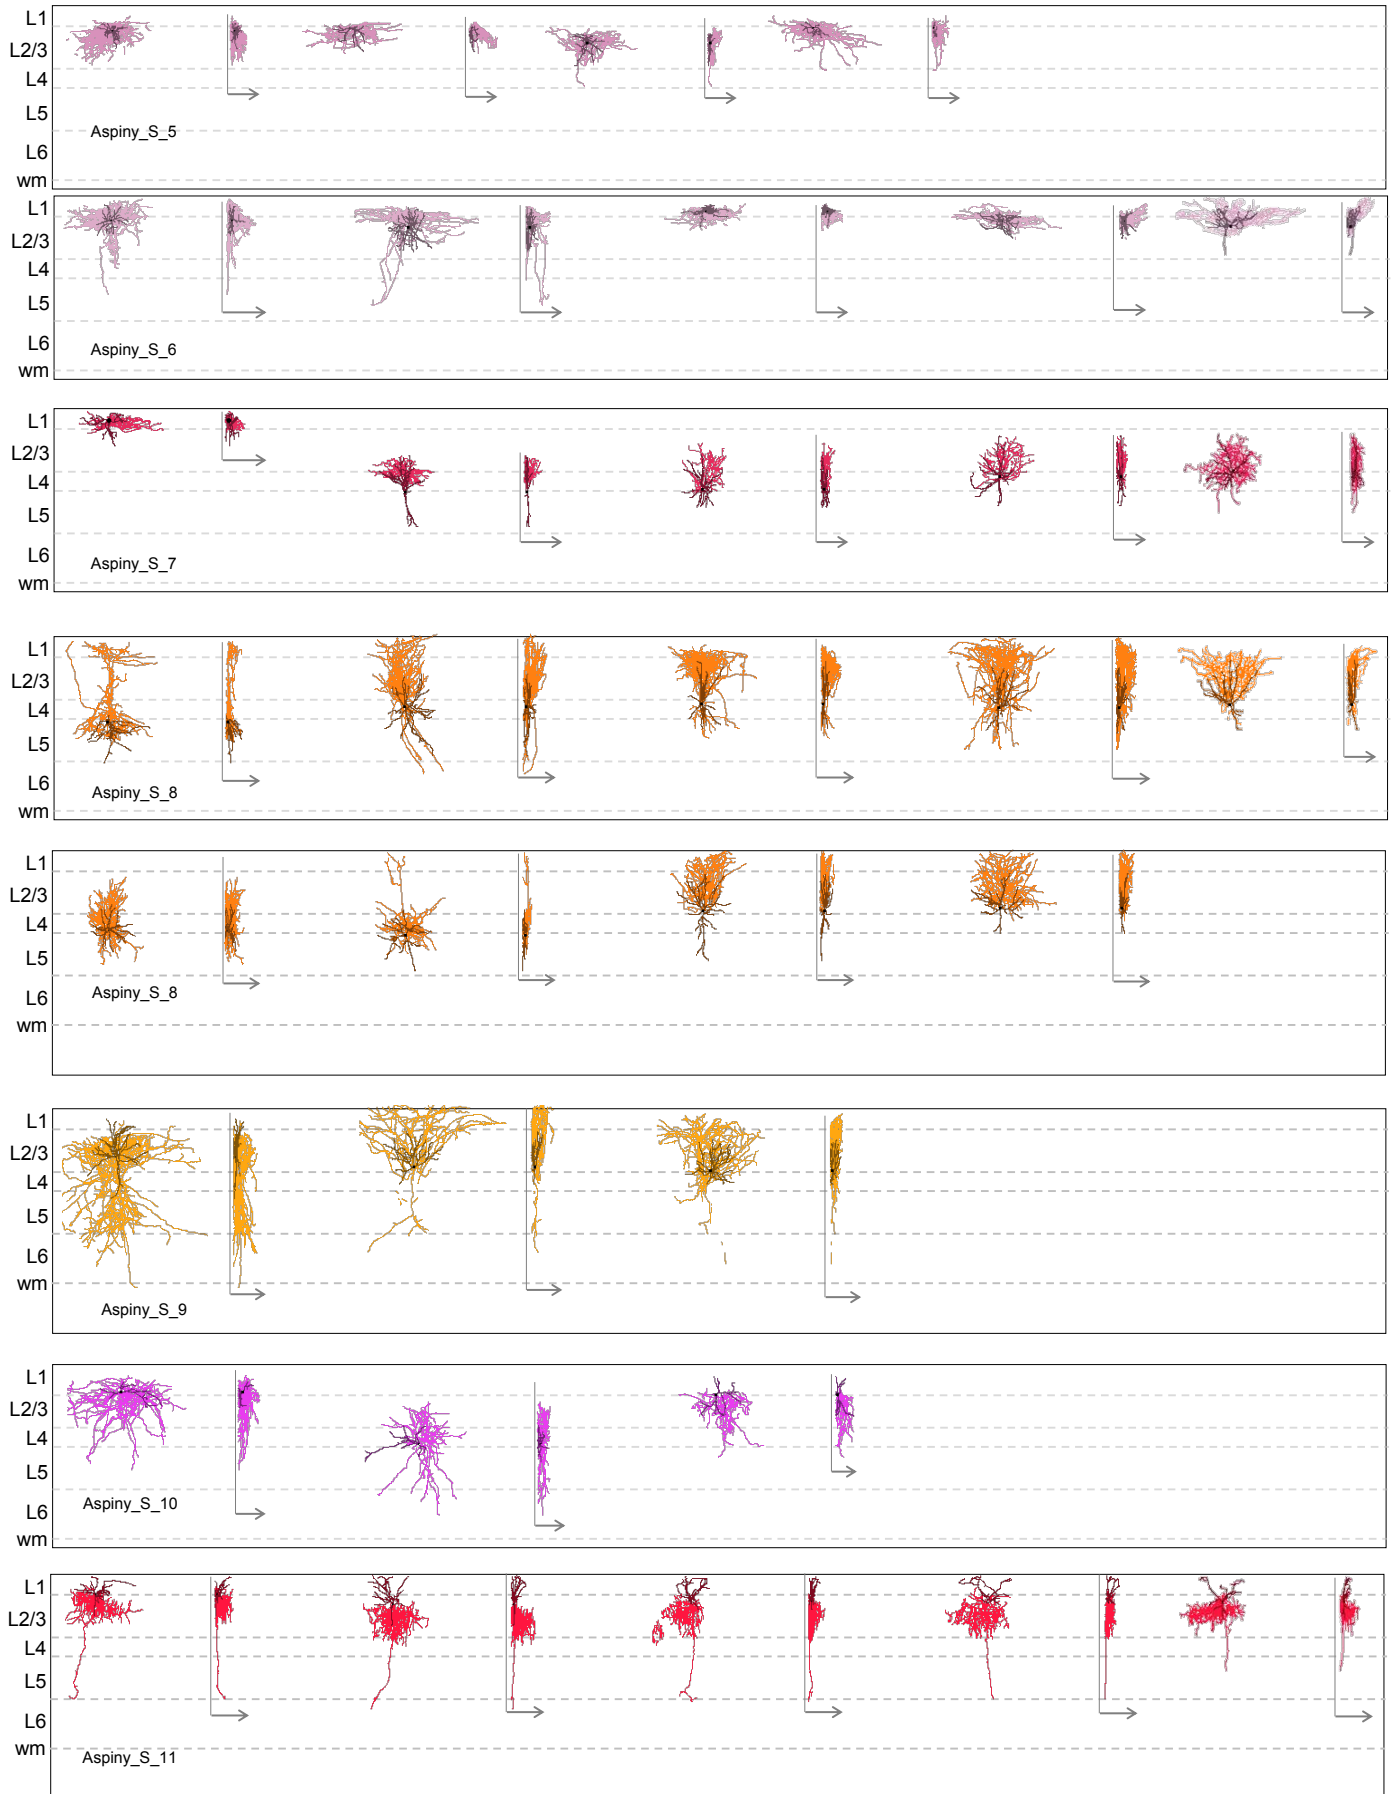 L1
L2/3
L4
L5
Aspiny_S_5
L6
wm
L1
L2/3
L4
L5
L6
Aspiny_S_6
wm
L1
L2/3
L4
L5
L6
Aspiny_S_7
wm
L1
L2/3
L4
L5
L6
Aspiny_S_8
wm
L1
L2/3
L4
L5
Aspiny_S_8
L6
wm
L1
L2/3
L4
L5
L6
wm
Aspiny_S_9
L1
L2/3
L4
L5
Aspiny_S_10
L6
wm
L1
L2/3
L4
L5
L6
wm
Aspiny_S_11